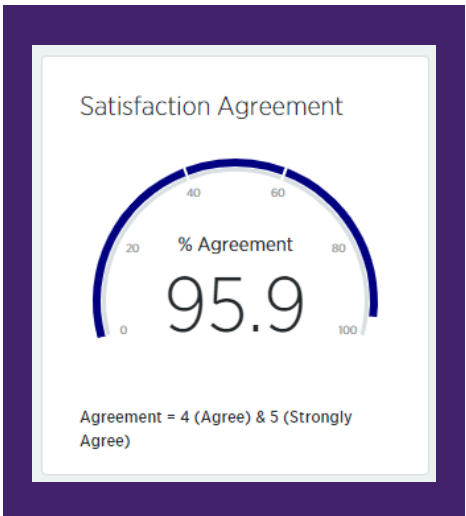 Satisfaction Agreement
40
60
20
% Agreement
80
95.9
0
100
Agreement = 4 (Agree) & 5 (Strongly
Agree)